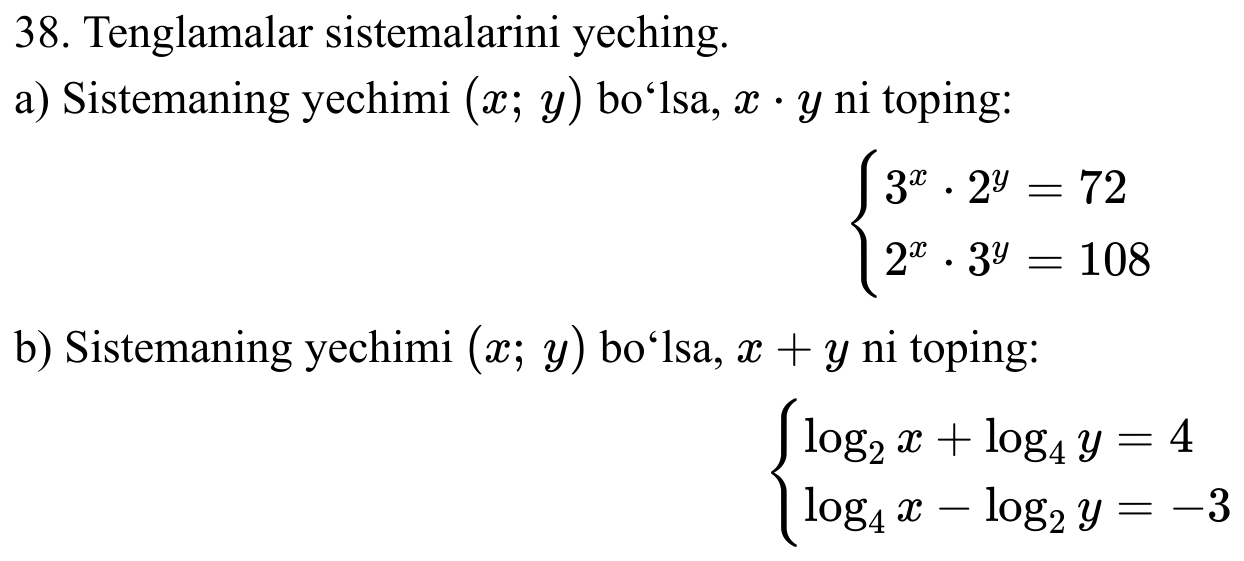 38. Tenglamalar sistemalarini yeching.
a) Sistemaning yechimi (x; y) bo‘lsa, x · y ni toping:
{ 3^x · 2^y = 72
2^x · 3^y = 108
b) Sistemaning yechimi (x; y) bo‘lsa, x + y ni toping:
{ log₂ x + log₄ y = 4
log₄ x − log₂ y = −3